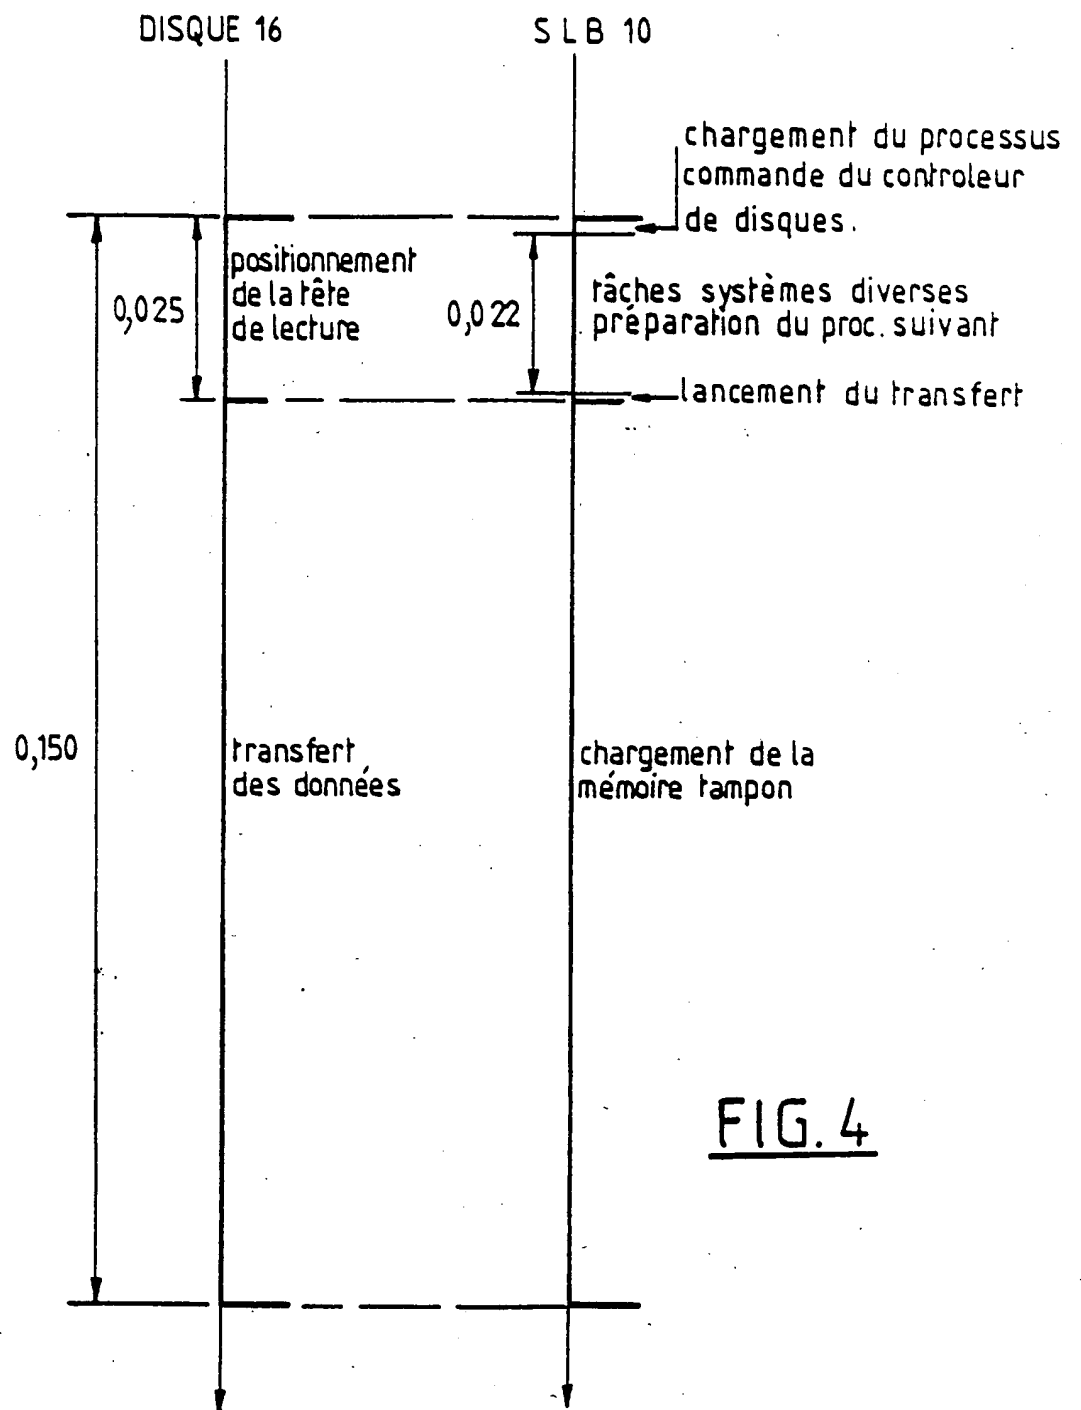 DISQUE 16
SLB 10
chargement du processus
commande du controleur
de disques.
positionnement
de la tête
de lecture
0,025
0,022
tâches systèmes diverses
préparation du proc. suivant
lancement du transfert
0,150
transfert
des données
chargement de la
mémoire tampon
FIG. 4